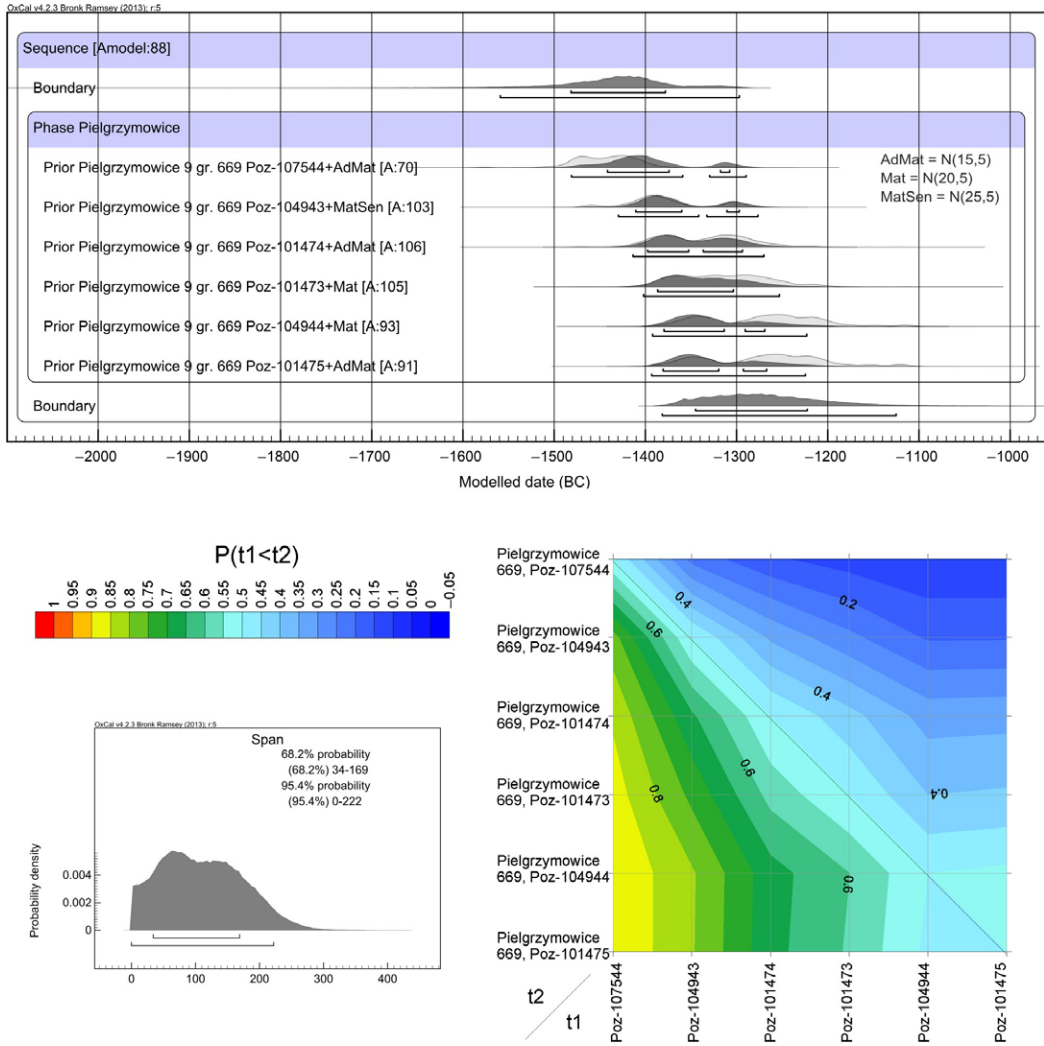 OxCal v4.2.3 Bronk Ramsey (2013); r:5
Sequence [Amodel:88]
Boundary
Phase Pielgrzymowice
Prior Pielgrzymowice 9 gr. 669 Poz-107544+AdMat [A:70]
AdMat = N(15,5)
Mat = N(20,5)
MatSen = N(25,5)
Prior Pielgrzymowice 9 gr. 669 Poz-104943+MatSen [A:103]
Prior Pielgrzymowice 9 gr. 669 Poz-101474+AdMat [A:106]
Prior Pielgrzymowice 9 gr. 669 Poz-101473+Mat [A:105]
Prior Pielgrzymowice 9 gr. 669 Poz-104944+Mat [A:93]
Prior Pielgrzymowice 9 gr. 669 Poz-101475+AdMat [A:91]
Boundary
−2000 −1900 −1800 −1700 −1600 −1500 −1400 −1300 −1200 −1100 −1000
Modelled date (BC)
P(t1<t2)
1 0.95 0.9 0.85 0.8 0.75 0.7 0.65 0.6 0.55 0.5 0.45 0.4 0.35 0.3 0.25 0.2 0.15 0.1 0.05 0 −0.05
OxCal v4.2.3 Bronk Ramsey (2013); r:5
Span
68.2% probability
(68.2%) 34-169
95.4% probability
(95.4%) 0-222
Probability density
0.004
0.002
0
0 100 200 300 400
Pielgrzymowice
669, Poz-107544
Pielgrzymowice
669, Poz-104943
Pielgrzymowice
669, Poz-101474
Pielgrzymowice
669, Poz-101473
Pielgrzymowice
669, Poz-104944
Pielgrzymowice
669, Poz-101475
0.4
0.2
0.6
0.4
0.6
0.8
0.4
0.6
t2
t1
Poz-107544
Poz-104943
Poz-101474
Poz-101473
Poz-104944
Poz-101475